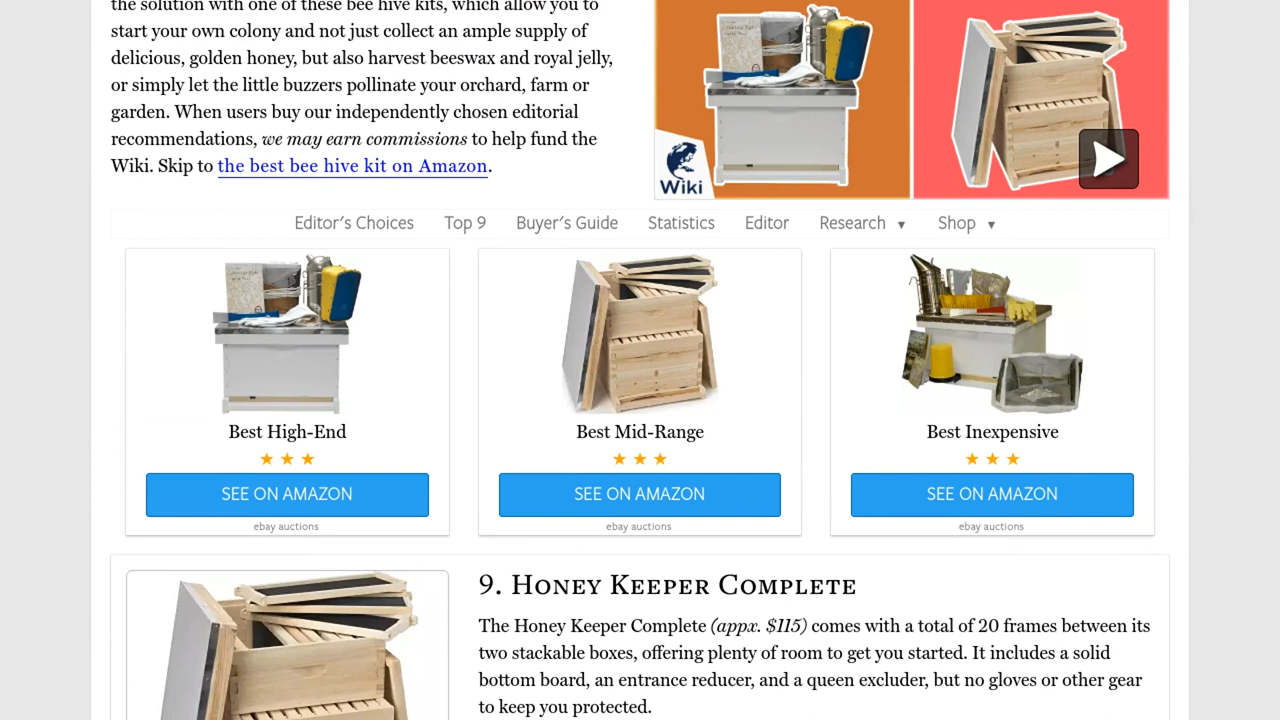 the solution with one of these bee hive kits, which allow you to
start your own colony and not just collect an ample supply of
delicious, golden honey, but also harvest beeswax and royal jelly,
or simply let the little buzzers pollinate your orchard, farm or
garden. When users buy our independently chosen editorial
recommendations, we may earn commissions to help fund the
Wiki. Skip to the best bee hive kit on Amazon.
Wiki
Editor's Choices Top 9 Buyer's Guide Statistics Editor Research ▼ Shop ▼
Best High-End Best Mid-Range Best Inexpensive
★ ★ ★ ★ ★ ★ ★ ★ ★
SEE ON AMAZON SEE ON AMAZON SEE ON AMAZON
ebay auctions ebay auctions ebay auctions
9. Honey Keeper Complete
The Honey Keeper Complete (appx. $115) comes with a total of 20 frames between its
two stackable boxes, offering plenty of room to get you started. It includes a solid
bottom board, an entrance reducer, and a queen excluder, but no gloves or other gear
to keep you protected.